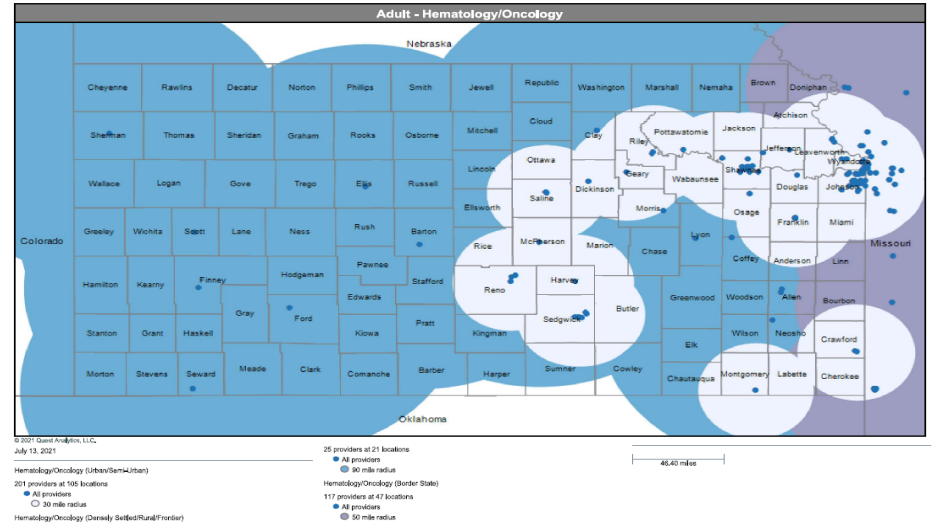 Adult - Hematology/Oncology
Nebraska
Cheyenne Rawlins Decatur Norton Phillips Smith Jewell Republic Washington Marshall Nemaha Brown Doniphan
Atchison
Cloud
Sherman Thomas Sheridan Graham Rooks Osborne Mitchell Clay Riley Pottawatomie Jackson
Jefferson Leavenworth
Ottawa
Wyandotte
Lincoln Geary Wabaunsee Shawnee
Wallace Logan Gove Trego Ellis Russell Saline Dickinson Douglas Johnson
Ellsworth Morris Osage
Franklin Miami
Greeley Wichita Scott Lane Ness Rush Barton Rice McPherson Marion Lyon
Colorado
Missouri
Chase Coffey Anderson Linn
Pawnee
Hamilton Kearny Finney Hodgeman Stafford Reno Harvey
Edwards
Greenwood Woodson Allen Bourbon
Gray Ford Butler
Sedgwick
Stanton Grant Haskell Kiowa Pratt Kingman Wilson Neosho Crawford
Elk
Morton Stevens Seward Meade Clark Comanche Barber Harper Sumner Cowley Chautauqua Montgomery Labette Cherokee
Oklahoma
© 2021 Quest Analytics, LLC.
July 13, 2021
Hematology/Oncology (Urban/Semi-Urban)
201 providers at 105 locations
All providers
30 mile radius
Hematology/Oncology (Densely Settled/Rural/Frontier)
25 providers at 21 locations
All providers
90 mile radius
Hematology/Oncology (Border State)
117 providers at 47 locations
All providers
50 mile radius
46.40 miles